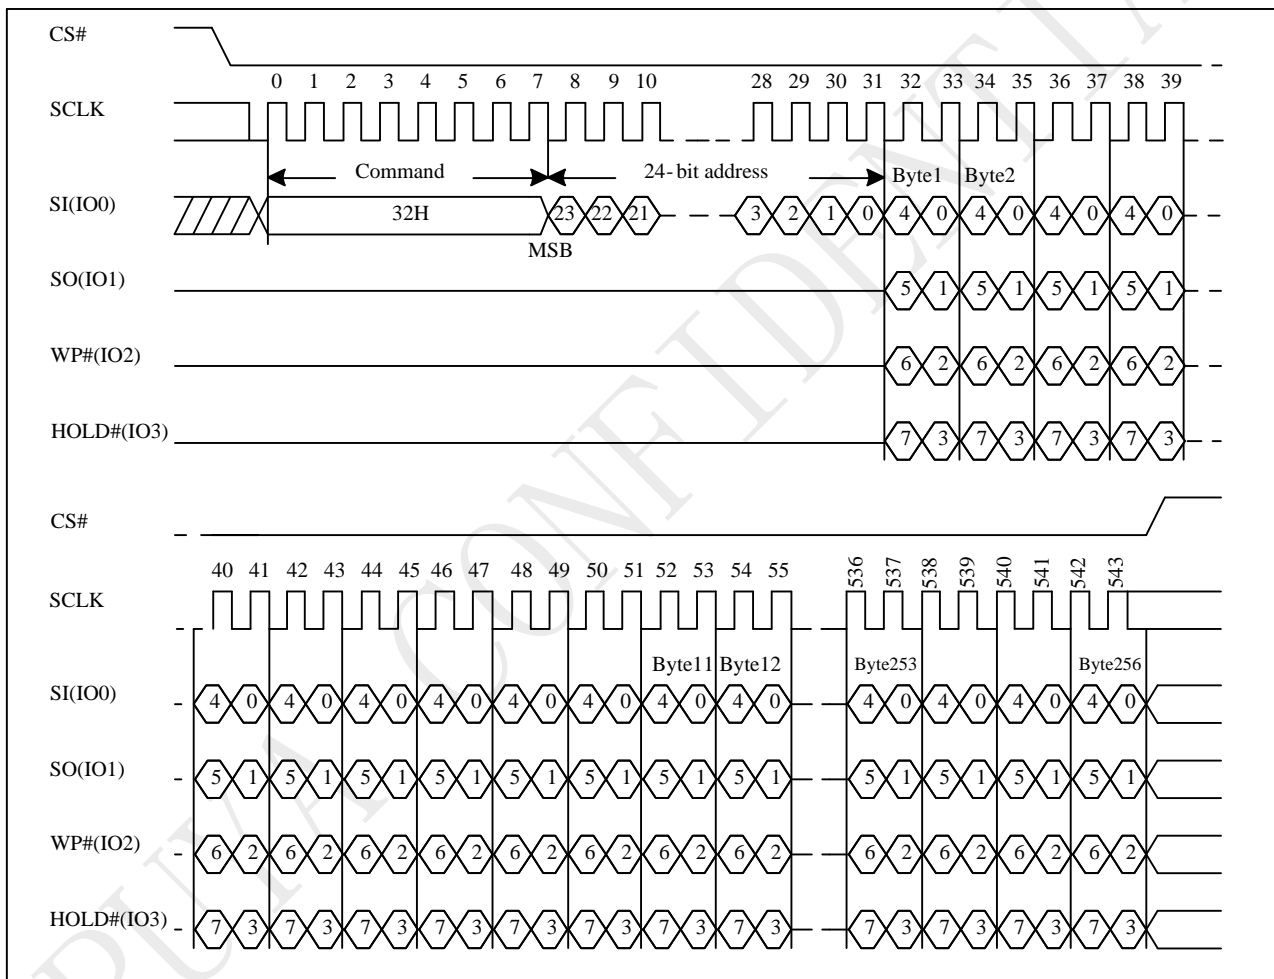 CS#
0 1 2 3 4 5 6 7 8 9 10 28 29 30 31 32 33 34 35 36 37 38 39
SCLK
Command 24-bit address Byte1 Byte2
SI(IO0) 32H 23 22 21 3 2 1 0 4 0 4 0 4 0 4 0
MSB
SO(IO1) 5 1 5 1 5 1 5 1
WP#(IO2) 6 2 6 2 6 2 6 2
HOLD#(IO3) 7 3 7 3 7 3 7 3
CS#
40 41 42 43 44 45 46 47 48 49 50 51 52 53 54 55 536 537 538 539 540 541 542 543
SCLK
Byte11 Byte12 Byte253 Byte256
SI(IO0) 4 0 4 0 4 0 4 0 4 0 4 0 4 0 4 0 4 0 4 0 4 0 4 0
SO(IO1) 5 1 5 1 5 1 5 1 5 1 5 1 5 1 5 1 5 1 5 1 5 1 5 1
WP#(IO2) 6 2 6 2 6 2 6 2 6 2 6 2 6 2 6 2 6 2 6 2 6 2 6 2
HOLD#(IO3) 7 3 7 3 7 3 7 3 7 3 7 3 7 3 7 3 7 3 7 3 7 3 7 3
PUYA CONFIDENTIA